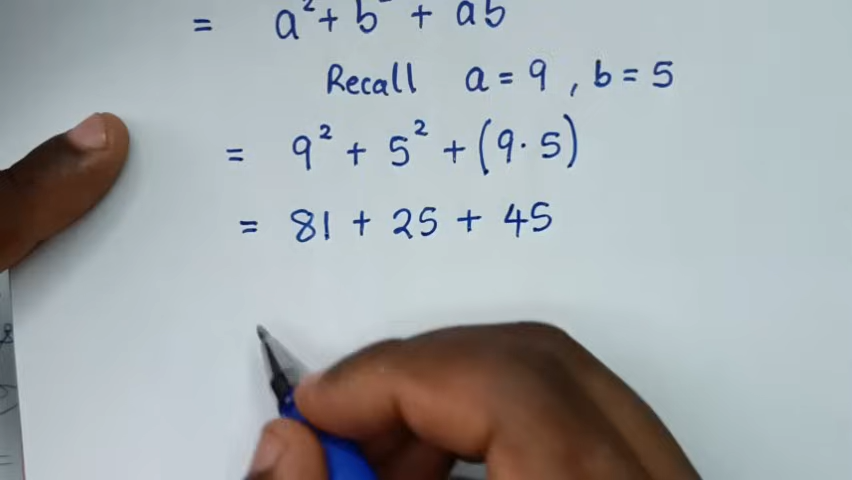 = a² + b² + ab
Recall a = 9 , b = 5
= 9² + 5² + (9 · 5)
= 81 + 25 + 45